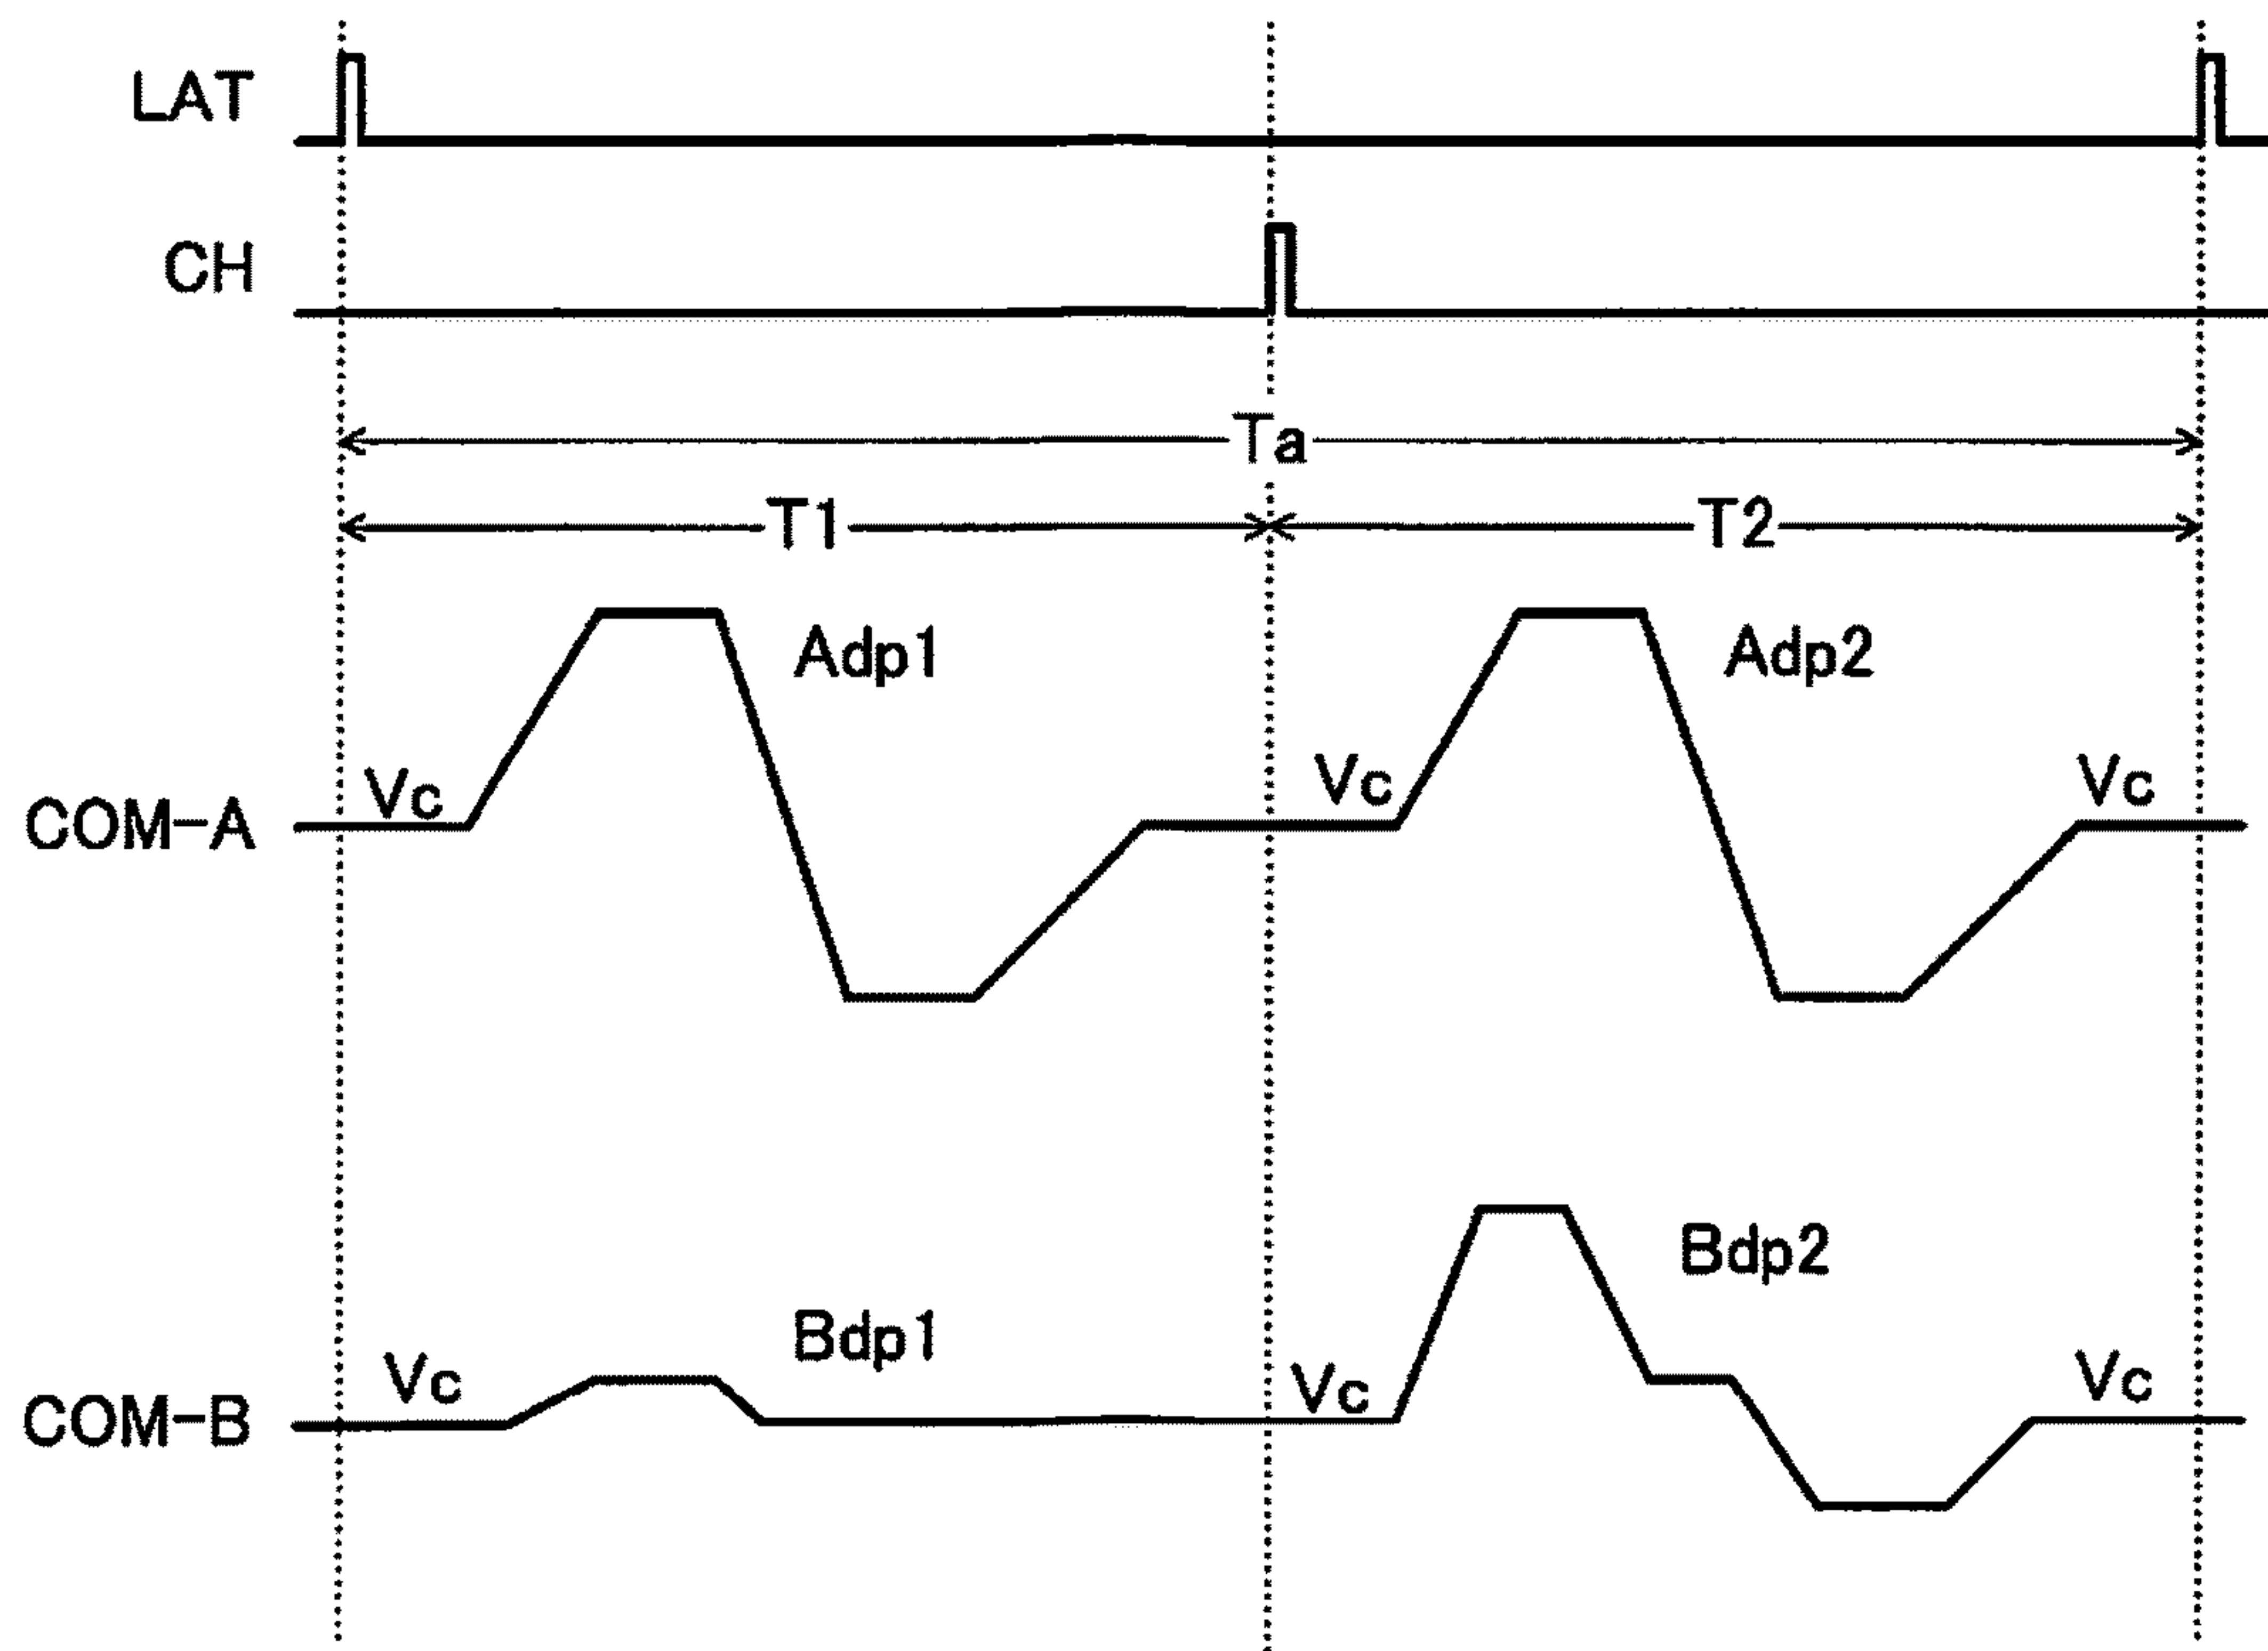 LAT
CH
Ta
T1
T2
Adp1
Adp2
COM-A
Vc
Vc
Vc
Bdp1
Bdp2
COM-B
Vc
Vc
Vc